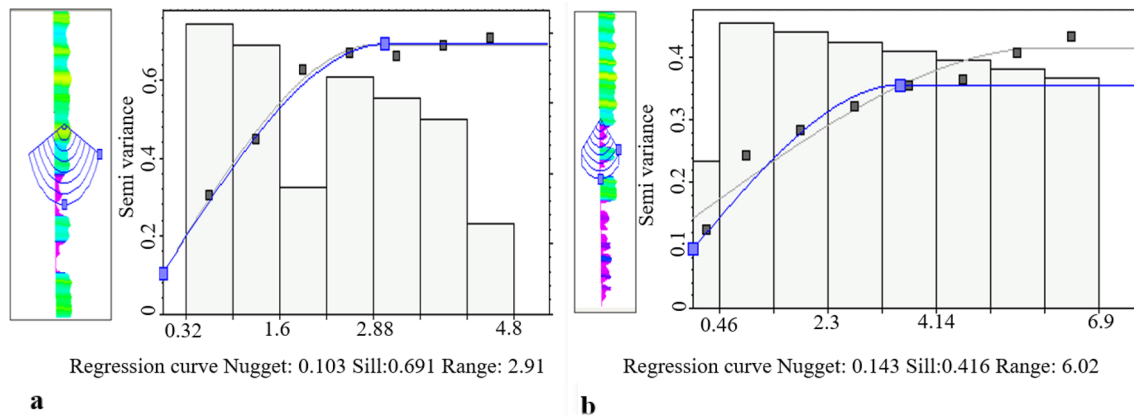 Semi variance
0.6
0.4
0.2
0
0.32 1.6 2.88 4.8
Regression curve Nugget: 0.103 Sill:0.691 Range: 2.91
a
Semi variance
0.4
0.3
0.2
0.1
0
0.46 2.3 4.14 6.9
Regression curve Nugget: 0.143 Sill:0.416 Range: 6.02
b